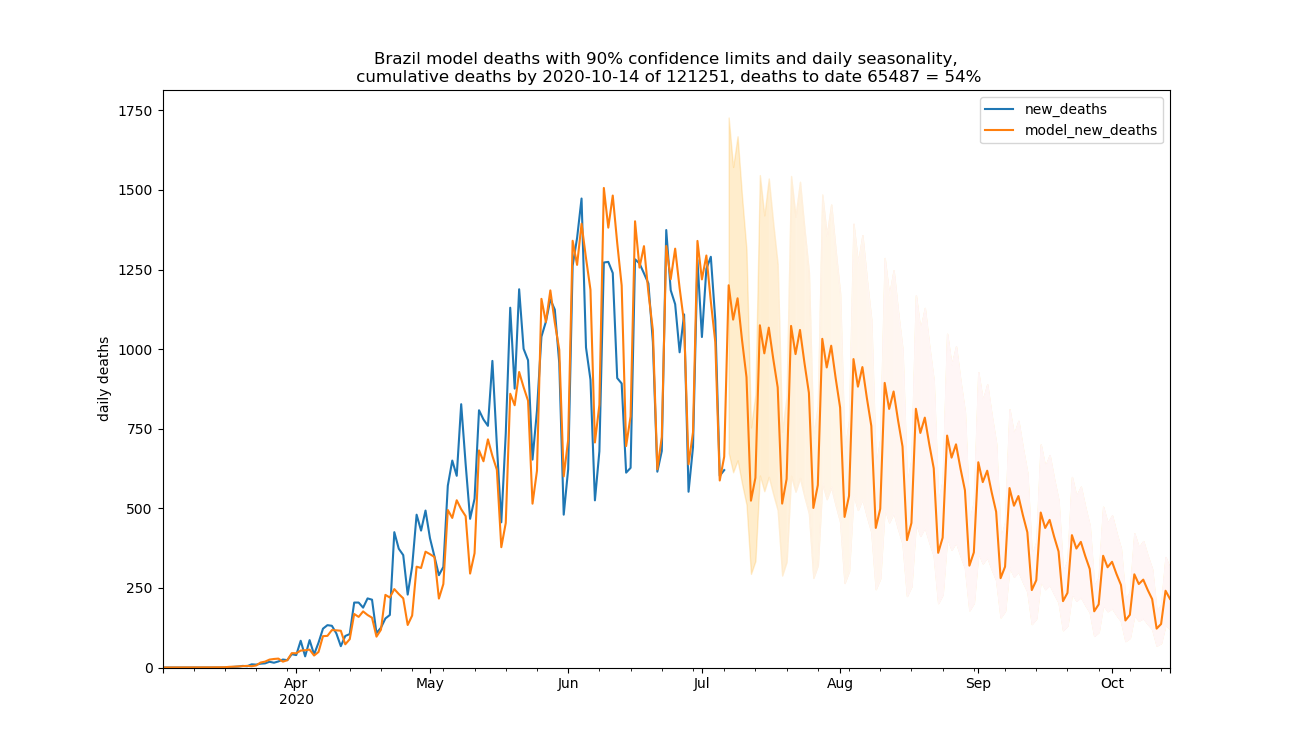 Brazil model deaths with 90% confidence limits and daily seasonality,
cumulative deaths by 2020-10-14 of 121251, deaths to date 65487 = 54%
new_deaths
model_new_deaths
daily deaths
1750
1500
1250
1000
750
500
250
0
Apr May Jun Jul Aug Sep Oct
2020